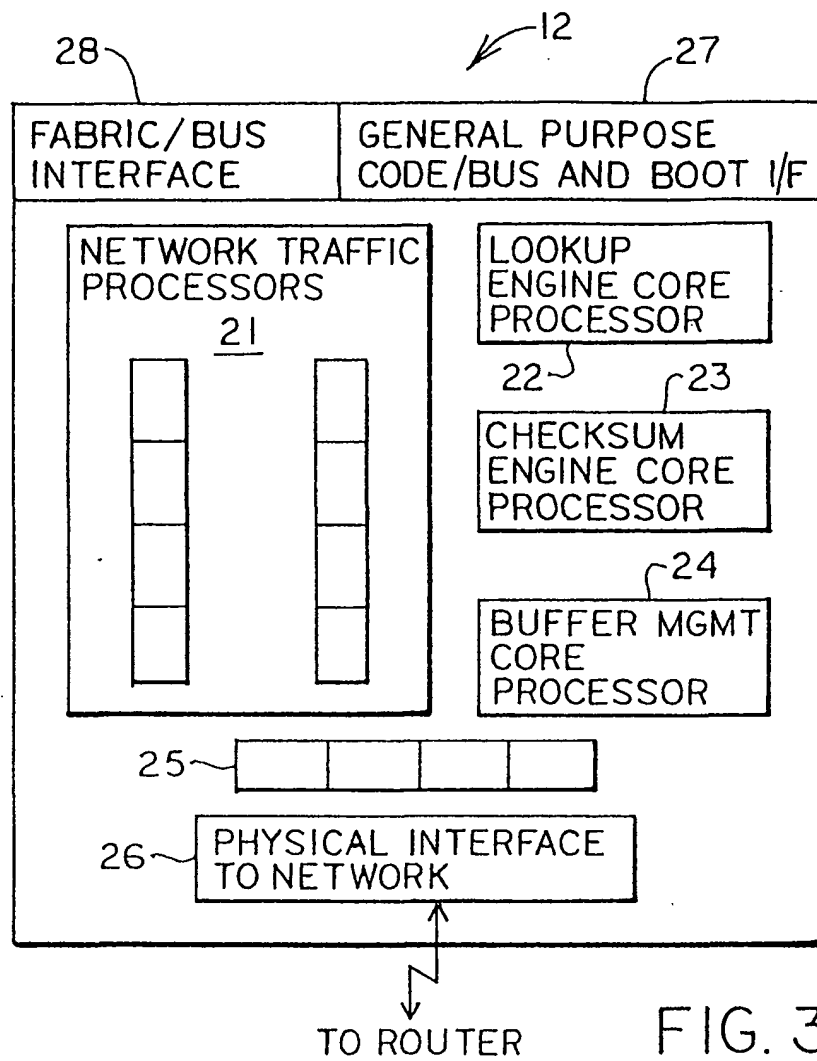 12
28
27
FABRIC/BUS
INTERFACE
GENERAL PURPOSE
CODE/BUS AND BOOT I/F
NETWORK TRAFFIC
PROCESSORS
21
LOOKUP
ENGINE CORE
PROCESSOR
22
23
CHECKSUM
ENGINE CORE
PROCESSOR
24
BUFFER MGMT
CORE
PROCESSOR
25
26
PHYSICAL INTERFACE
TO NETWORK
TO ROUTER
FIG. 3